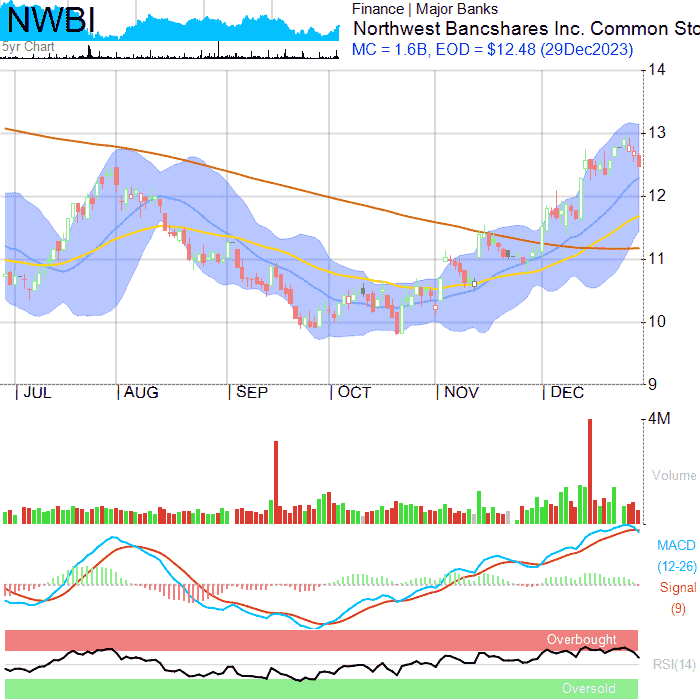 NWBI
5yr Chart
Finance | Major Banks
Northwest Bancshares Inc. Common Sto
MC = 1.6B, EOD = $12.48 (29Dec2023)
14
13
12
11
10
9
JUL AUG SEP OCT NOV DEC
4M
Volume
MACD
(12-26)
Signal
(9)
Overbought
RSI(14)
Oversold